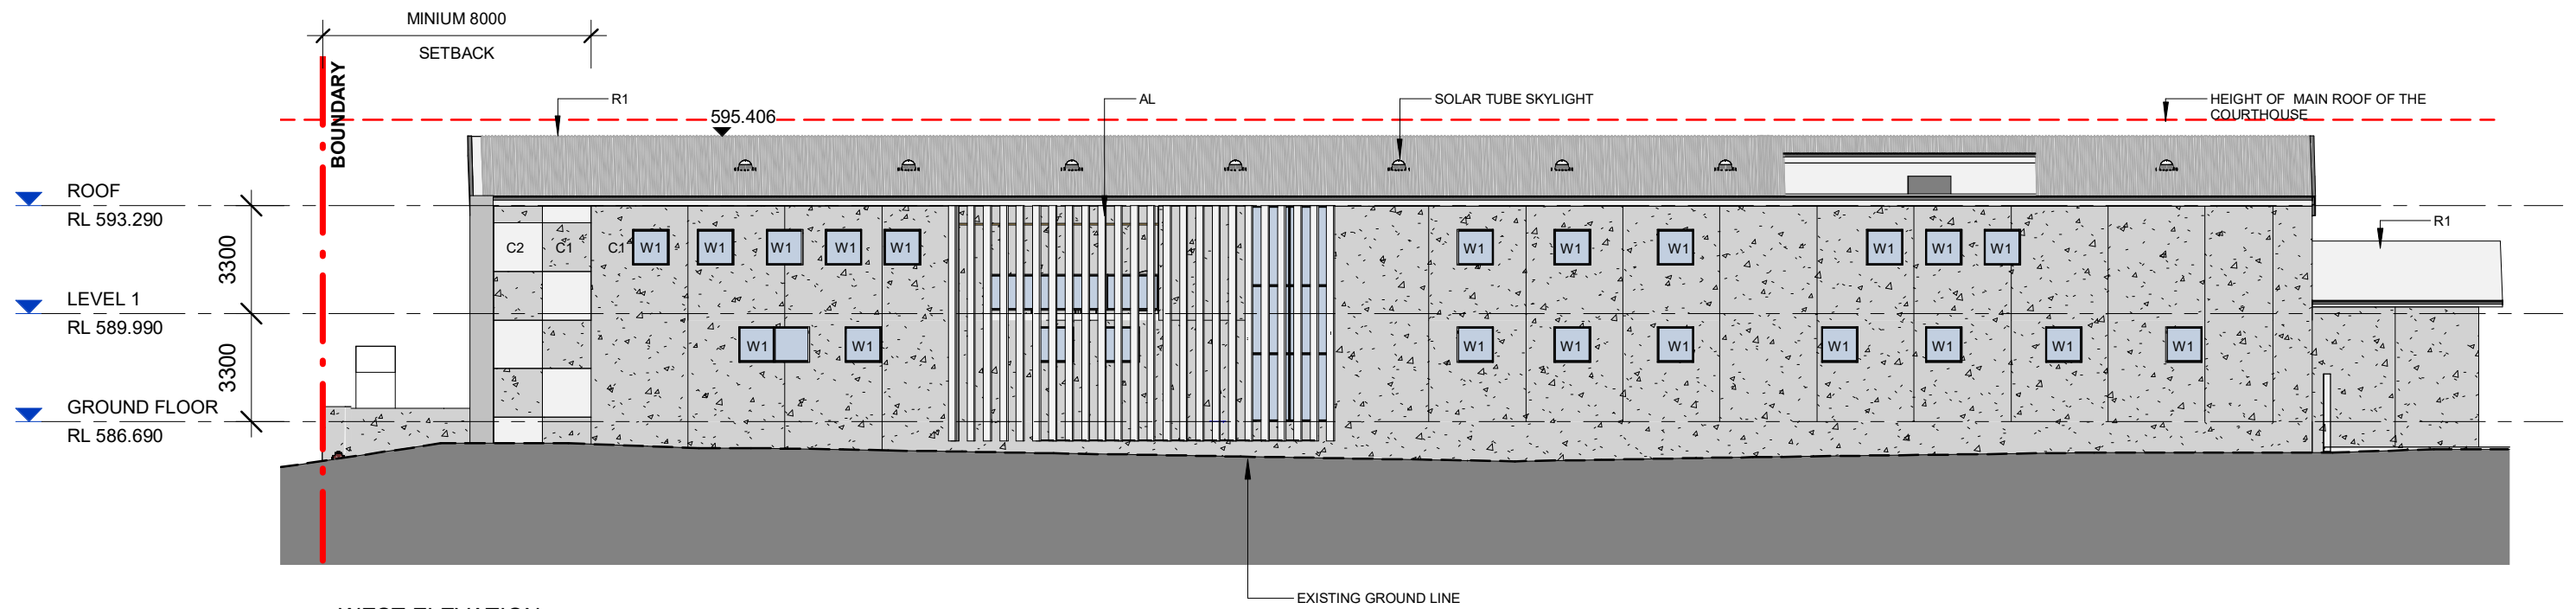 MINIUM 8000
SETBACK
BOUNDARY
R1
595.406
AL
SOLAR TUBE SKYLIGHT
HEIGHT OF MAIN ROOF OF THE
COURTHOUSE
ROOF
RL 593.290
3300
LEVEL 1
RL 589.990
3300
GROUND FLOOR
RL 586.690
R1
C2 C1 C1 W1 W1 W1 W1 W1 W1 W1 W1 W1 W1 W1
W1 W1 W1 W1 W1 W1 W1 W1 W1
EXISTING GROUND LINE
WEST ELEVATION